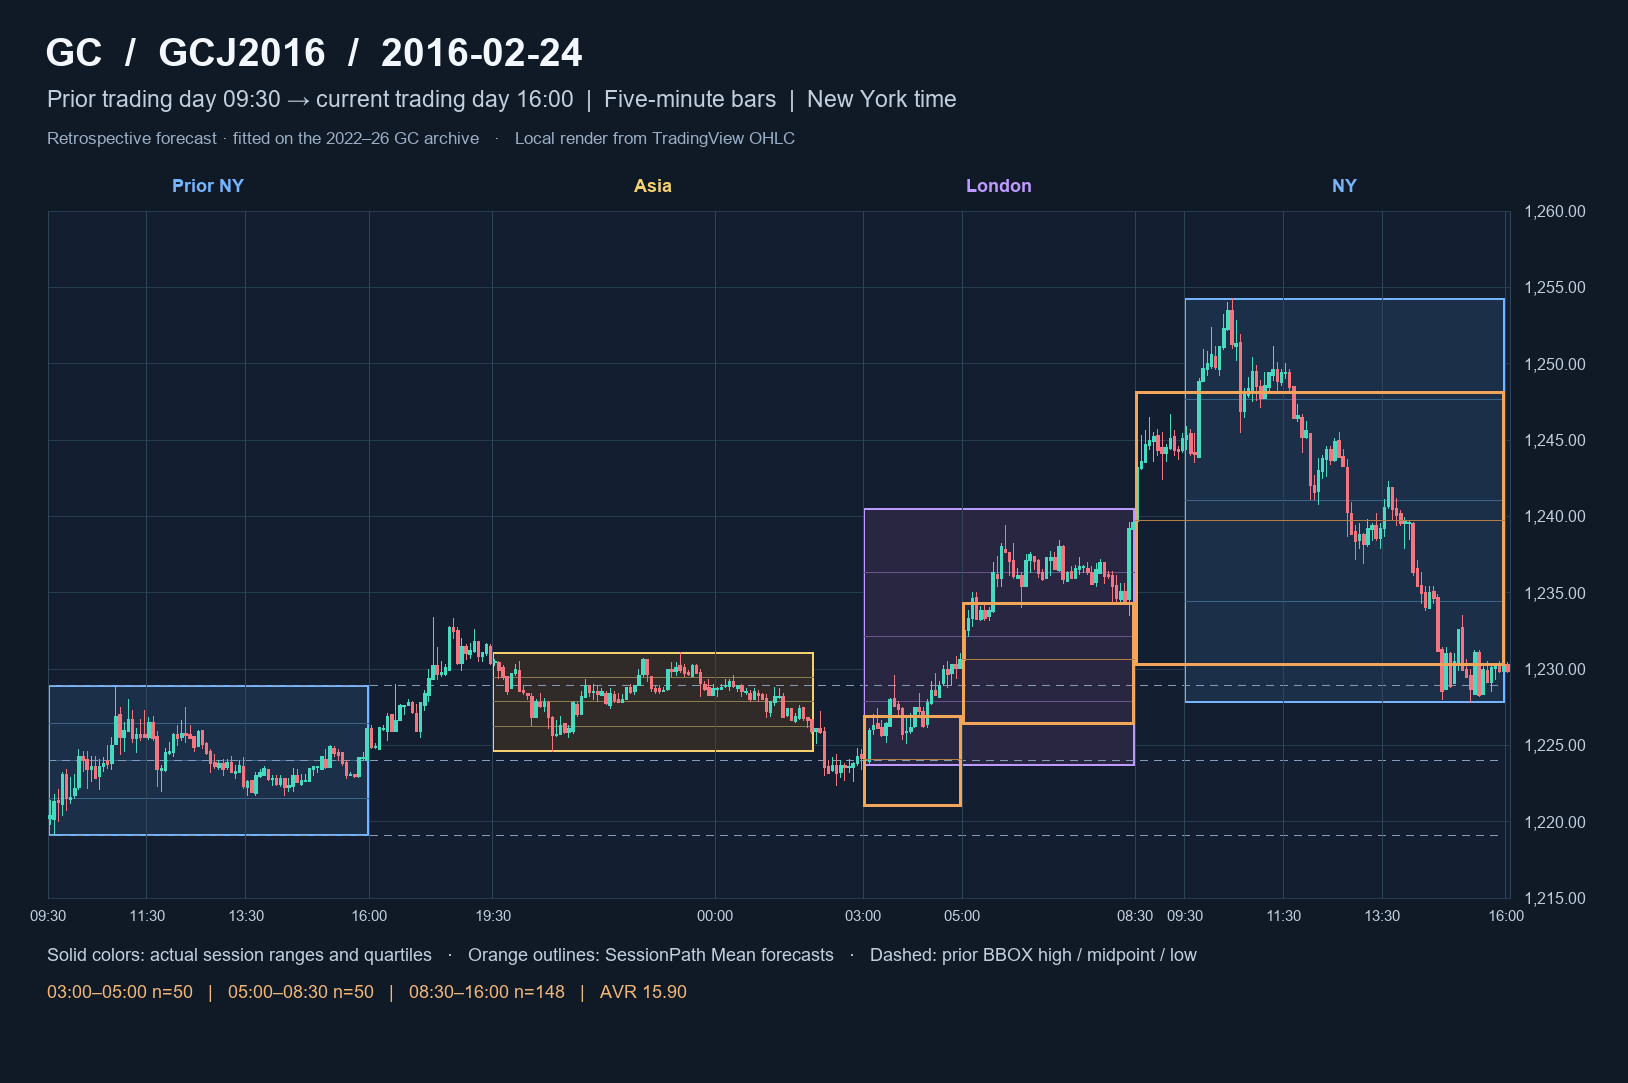 GC / GCJ2016 / 2016-02-24
Prior trading day 09:30 → current trading day 16:00 | Five-minute bars | New York time
Retrospective forecast · fitted on the 2022–26 GC archive · Local render from TradingView OHLC
Prior NY Asia London NY
1,260.00
1,255.00
1,250.00
1,245.00
1,240.00
1,235.00
1,230.00
1,225.00
1,220.00
1,215.00
09:30 11:30 13:30 16:00 19:30 00:00 03:00 05:00 08:30 09:30 11:30 13:30 16:00
Solid colors: actual session ranges and quartiles · Orange outlines: SessionPath Mean forecasts · Dashed: prior BBOX high / midpoint / low
03:00–05:00 n=50 | 05:00–08:30 n=50 | 08:30–16:00 n=148 | AVR 15.90